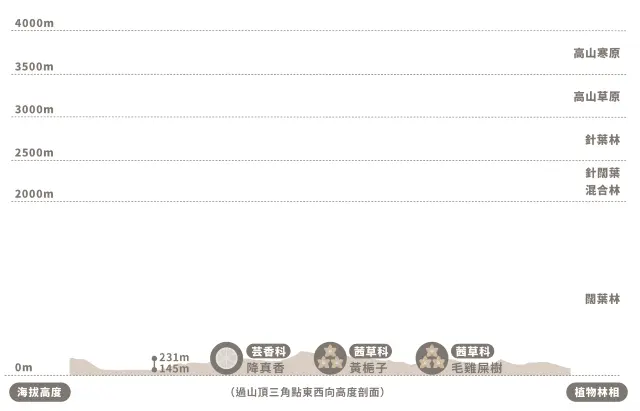 4000m
高山寒原
3500m
高山草原
3000m
針葉林
2500m
針闊葉
混合林
2000m
闊葉林
231m
145m
芸香科
降真香
茜草科
黃梔子
茜草科
毛雞屎樹
0m
海拔高度
（過山頂三角點東西向高度剖面）
植物林相